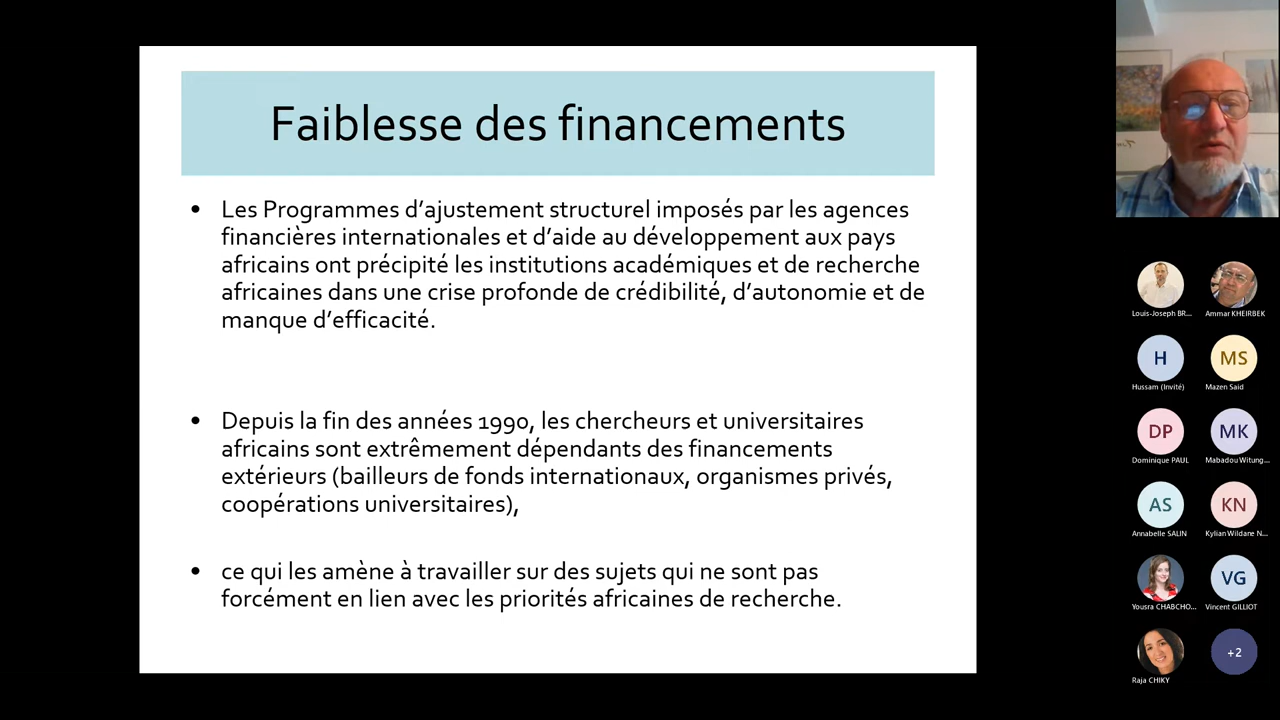 Faiblesse des financements
• Les Programmes d’ajustement structurel imposés par les agences
financières internationales et d’aide au développement aux pays
africains ont précipité les institutions académiques et de recherche
africaines dans une crise profonde de crédibilité, d’autonomie et de
manque d’efficacité.
• Depuis la fin des années 1990, les chercheurs et universitaires
africains sont extrêmement dépendants des financements
extérieurs (bailleurs de fonds internationaux, organismes privés,
coopérations universitaires),
• ce qui les amène à travailler sur des sujets qui ne sont pas
forcément en lien avec les priorités africaines de recherche.
Louis-Joseph BR...
Ammar KHEIRBEK
H
Hussam (Invité)
MS
Mazen Said
DP
Dominique PAUL
MK
Mabadou Witung...
AS
Annabelle SALIN
KN
Kylian Wildane N...
Yousra CHABCHO...
VG
Vincent GILLIOT
Raja CHIKY
+2